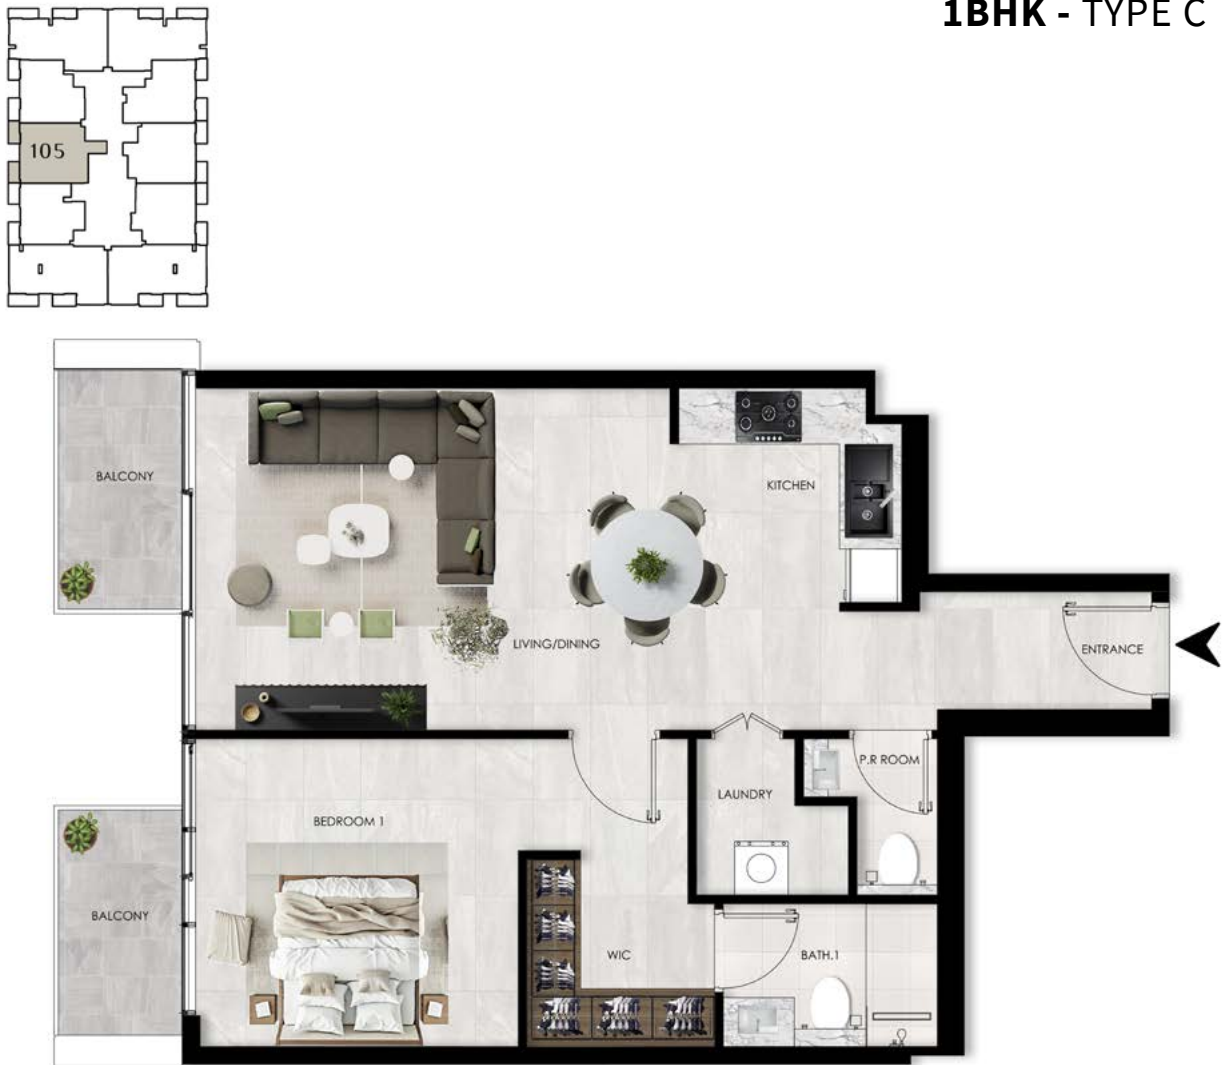 1BHK - TYPE C
105
BALCONY
KITCHEN
LIVING/DINING
ENTRANCE
P.R ROOM
LAUNDRY
BEDROOM 1
BALCONY
WIC
BATH.1